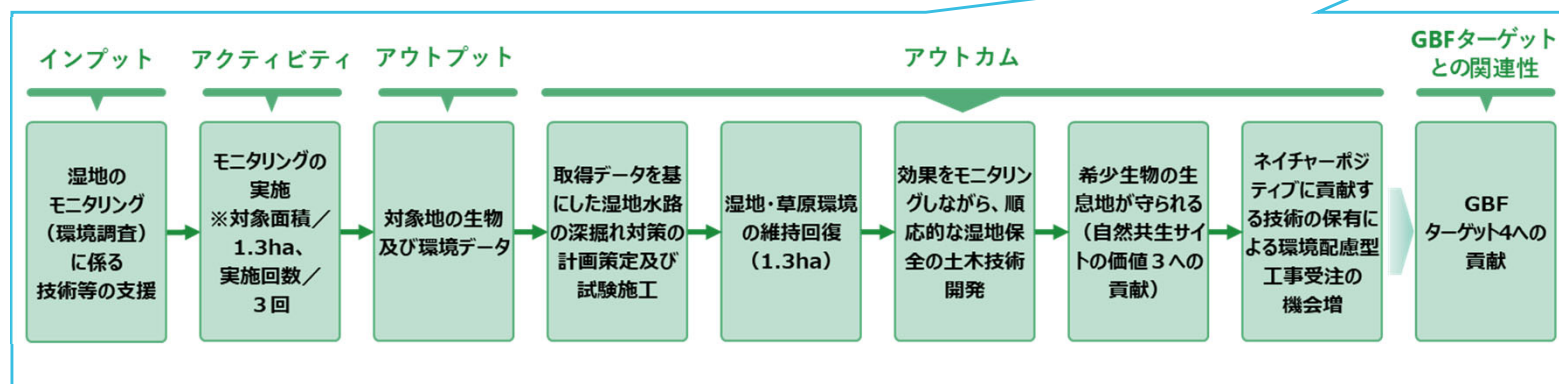 インプット
アクティビティ
アウトプット
アウトカム
GBFターゲット
との関連性
湿地の
モニタリング
（環境調査）
に係る
技術等の支援
モニタリングの
実施
※対象面積／
1.3ha、
実施回数／
３回
対象地の生物
及び環境データ
取得データを基
にした湿地水路
の深掘れ対策の
計画策定及び
試験施工
湿地・草原環境
の維持回復
（1.3ha）
効果をモニタリン
グしながら、順
応的な湿地保
全の土木技術
開発
希少生物の生
息地が守られる
（自然共生サイ
トの価値３への
貢献）
ネイチャーポジ
ティブに貢献す
る技術の保有に
よる環境配慮型
工事受注の
機会増
GBF
ターゲット4への
貢献